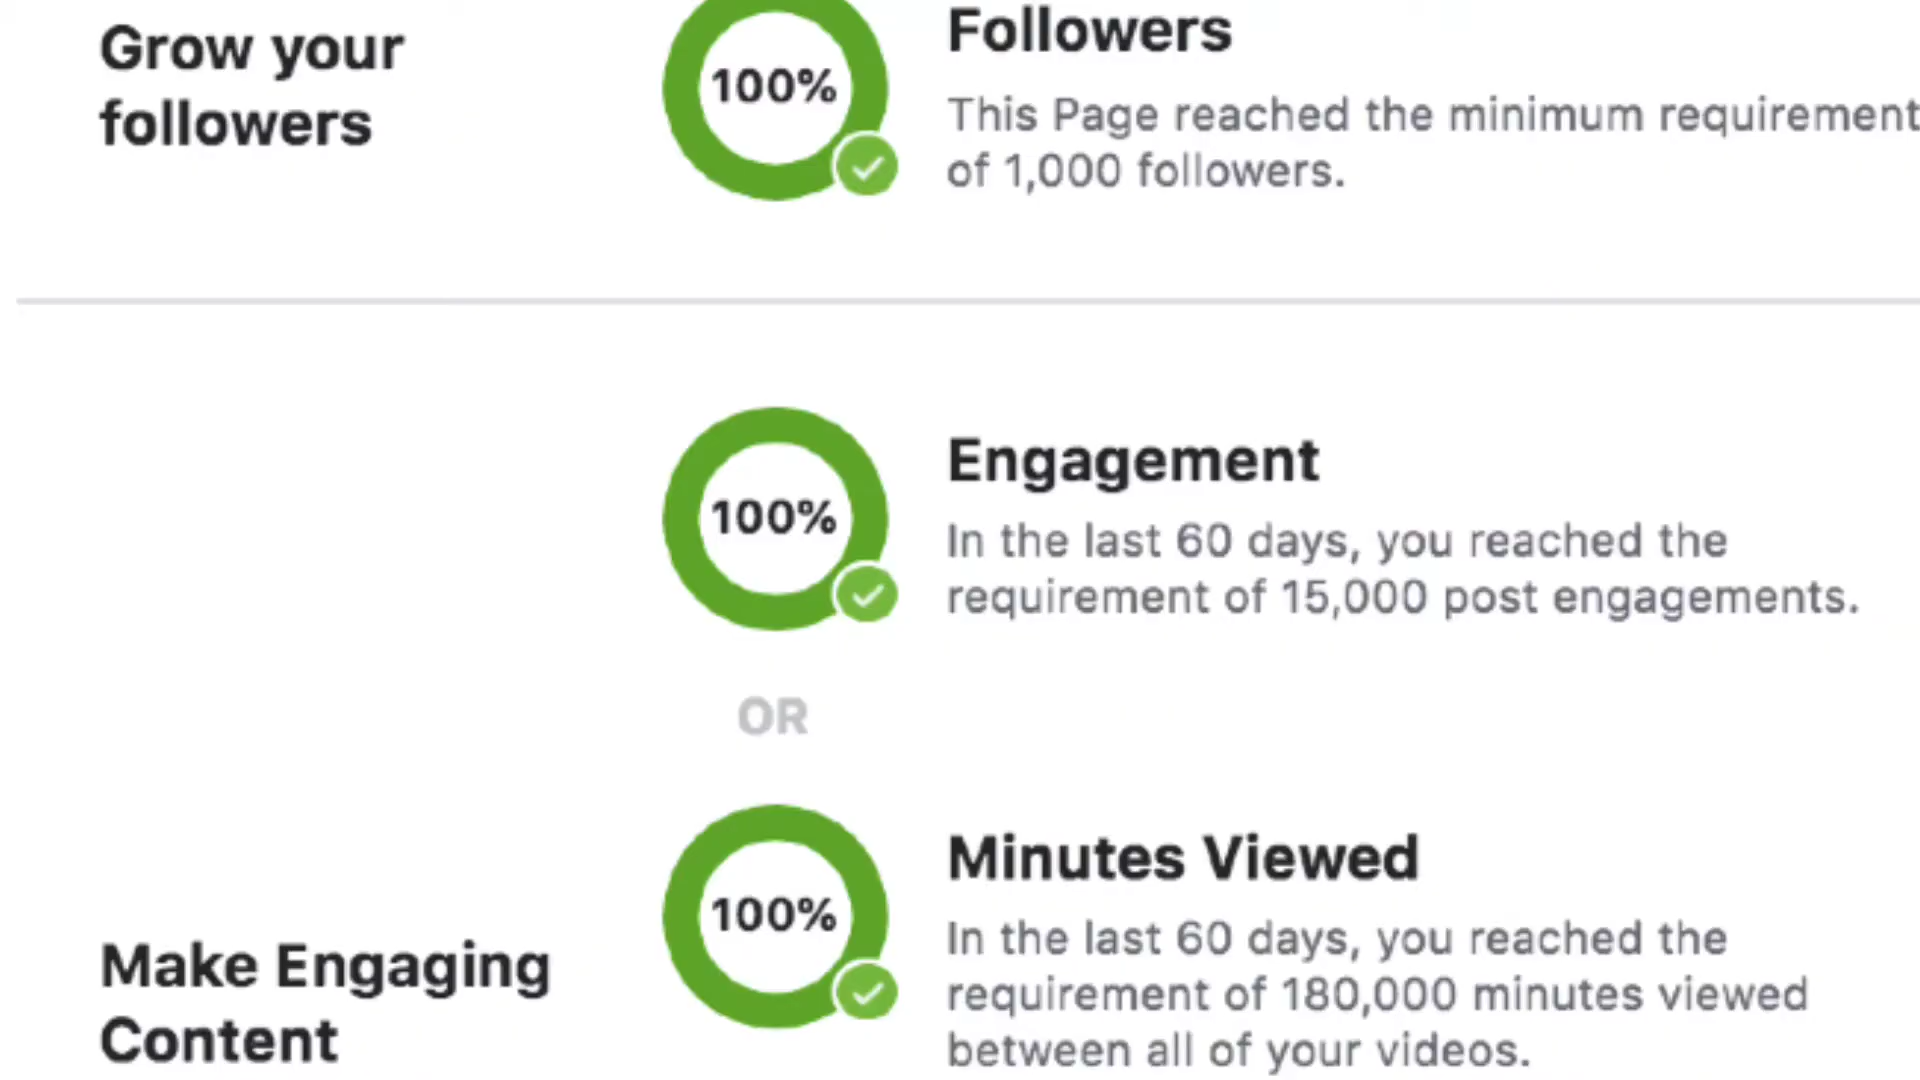 Grow your
followers
100%
Followers
This Page reached the minimum requirement
of 1,000 followers.
100%
Engagement
In the last 60 days, you reached the
requirement of 15,000 post engagements.
OR
Make Engaging
Content
100%
Minutes Viewed
In the last 60 days, you reached the
requirement of 180,000 minutes viewed
between all of your videos.